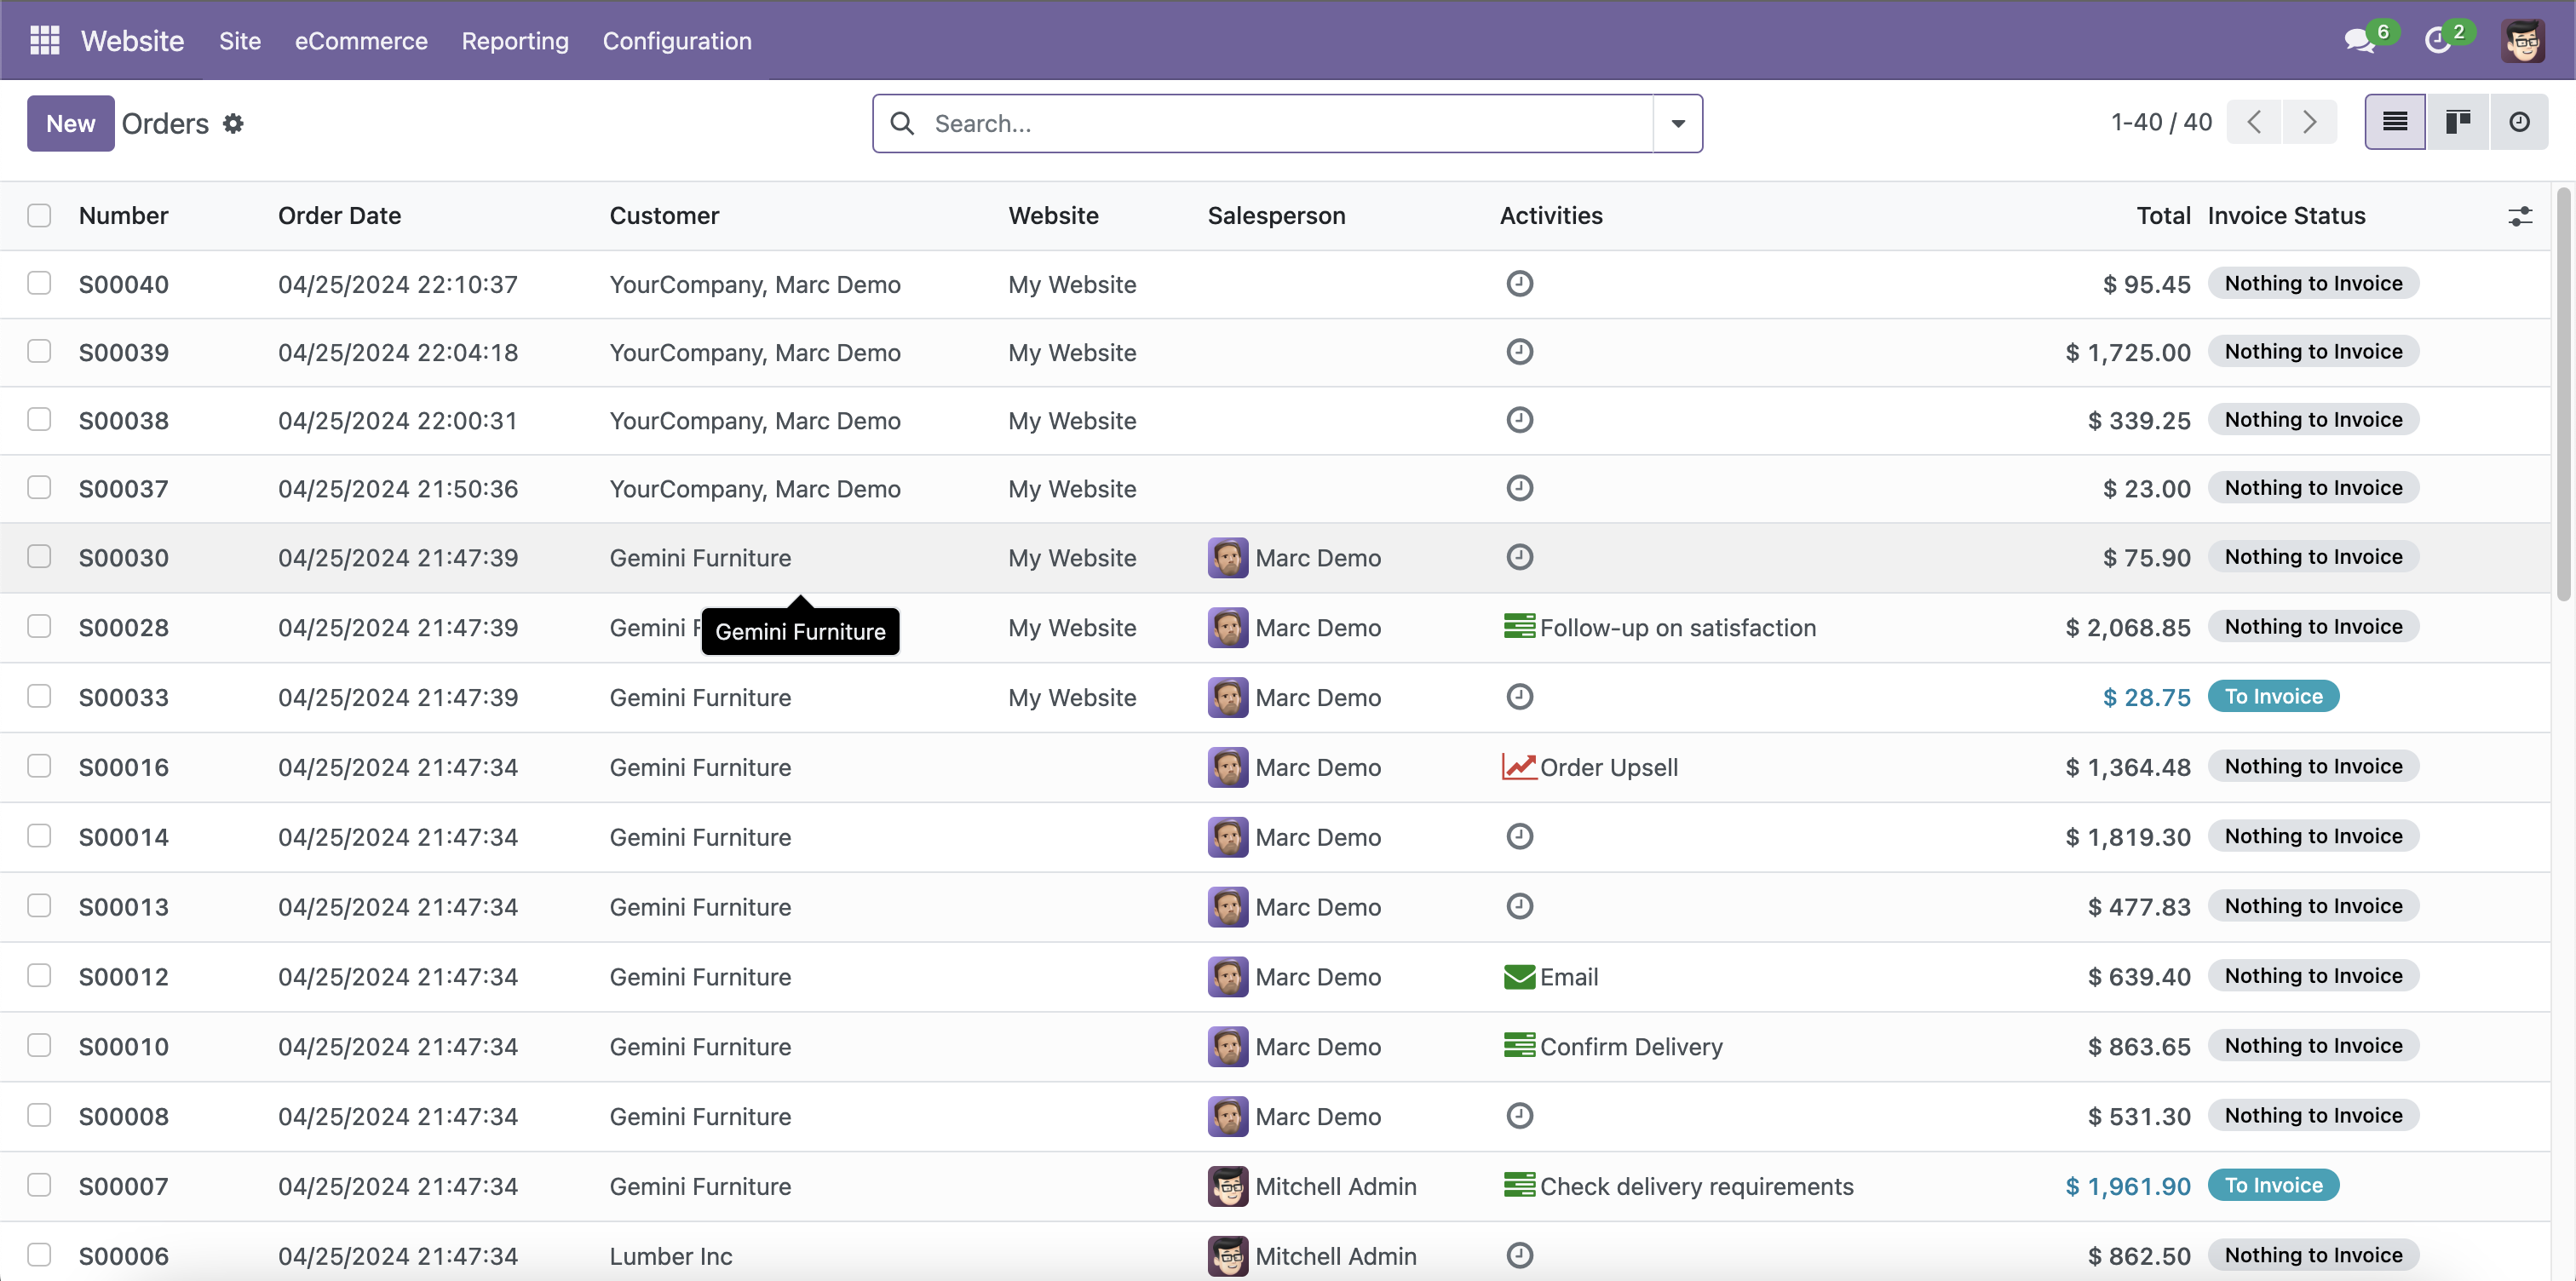 Website Site eCommerce Reporting Configuration 6 2
New Orders Search... 1-40 / 40
Number Order Date Customer Website Salesperson Activities Total Invoice Status
S00040 04/25/2024 22:10:37 YourCompany, Marc Demo My Website $ 95.45 Nothing to Invoice
S00039 04/25/2024 22:04:18 YourCompany, Marc Demo My Website $ 1,725.00 Nothing to Invoice
S00038 04/25/2024 22:00:31 YourCompany, Marc Demo My Website $ 339.25 Nothing to Invoice
S00037 04/25/2024 21:50:36 YourCompany, Marc Demo My Website $ 23.00 Nothing to Invoice
S00030 04/25/2024 21:47:39 Gemini Furniture My Website Marc Demo $ 75.90 Nothing to Invoice
S00028 04/25/2024 21:47:39 Gemini F Gemini Furniture My Website Marc Demo Follow-up on satisfaction $ 2,068.85 Nothing to Invoice
S00033 04/25/2024 21:47:39 Gemini Furniture My Website Marc Demo $ 28.75 To Invoice
S00016 04/25/2024 21:47:34 Gemini Furniture Marc Demo Order Upsell $ 1,364.48 Nothing to Invoice
S00014 04/25/2024 21:47:34 Gemini Furniture Marc Demo $ 1,819.30 Nothing to Invoice
S00013 04/25/2024 21:47:34 Gemini Furniture Marc Demo $ 477.83 Nothing to Invoice
S00012 04/25/2024 21:47:34 Gemini Furniture Marc Demo Email $ 639.40 Nothing to Invoice
S00010 04/25/2024 21:47:34 Gemini Furniture Marc Demo Confirm Delivery $ 863.65 Nothing to Invoice
S00008 04/25/2024 21:47:34 Gemini Furniture Marc Demo $ 531.30 Nothing to Invoice
S00007 04/25/2024 21:47:34 Gemini Furniture Mitchell Admin Check delivery requirements $ 1,961.90 To Invoice
S00006 04/25/2024 21:47:34 Lumber Inc Mitchell Admin $ 862.50 Nothing to Invoice